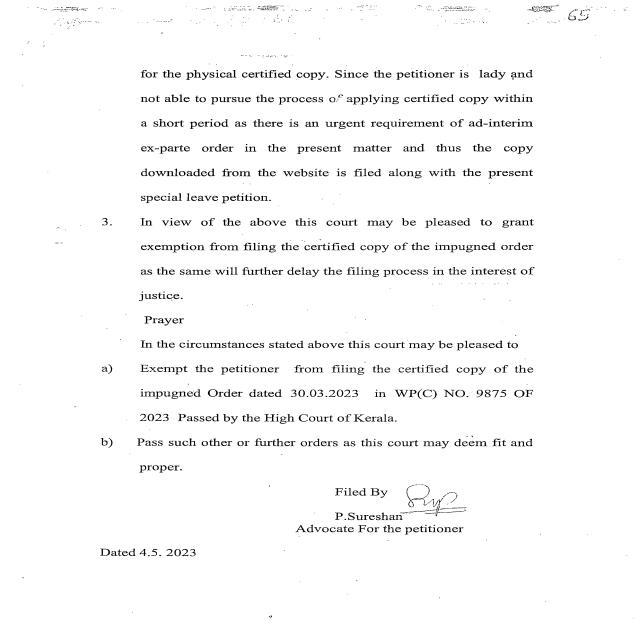 65
for the physical certified copy. Since the petitioner is lady and
not able to pursue the process of applying certified copy within
a short period as there is an urgent requirement of ad-interim
ex-parte order in the present matter and thus the copy
downloaded from the website is filed along with the present
special leave petition.
3. In view of the above this court may be pleased to grant
exemption from filing the certified copy of the impugned order
as the same will further delay the filing process in the interest of
justice.
Prayer
In the circumstances stated above this court may be pleased to
a) Exempt the petitioner from filing the certified copy of the
impugned Order dated 30.03.2023 in WP(C) NO. 9875 OF
2023 Passed by the High Court of Kerala.
b) Pass such other or further orders as this court may deem fit and
proper.
Filed By
P.Sureshan
Advocate For the petitioner
Dated 4.5. 2023